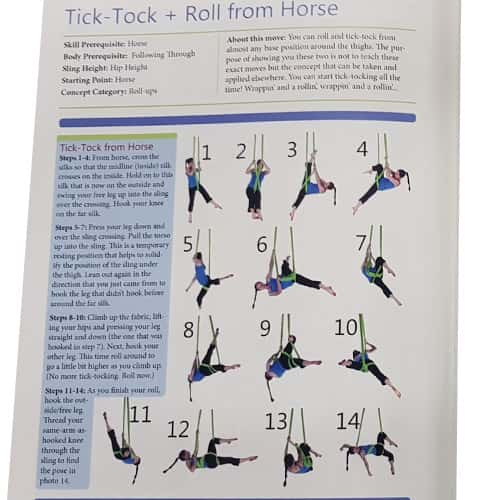 Tick-Tock + Roll from Horse
Skill Prerequisite: Horse
Body Prerequisite: Following Through
Sling Height: Hip Height
Starting Point: Horse
Concept Category: Roll-ups
About this move: You can roll and tick-tock from
almost any base position around the thighs. The pur-
pose of showing you these two is not to teach these
exact moves but the concept that can be taken and
applied elsewhere. You can start tick-tocking all the
time! Wrappin' and a rollin', wrappin' and a rollin'...
Tick-Tock from Horse
Steps 1-4: From horse, cross the
silks so that the midline (inside) silk
crosses on the inside. Hold on to this
silk that is now on the outside and
swing your free leg up into the sling
over the crossing. Hook your knee
on the far silk.
Steps 5-7: Press your leg down and
over the sling crossing. Pull the torso
up into the sling. This is a temporary
resting position that helps to solid-
ify the position of the sling under
the thigh. Lean out again in the
direction that you just came from to
hook the leg that didn't hook before
around the far silk.
Steps 8-10: Climb up the fabric, lift-
ing your hips and pressing your leg
straight and down (the one that was
hooked in step 7). Next, hook your
other leg. This time roll around to
go a little bit higher as you climb up.
(No more tick-tocking. Roll now.)
Steps 11-14: As you finish your roll,
hook the out-
side/free leg.
Thread your
same-arm-as-
hooked knee
through the
sling to find
the pose in
photo 14.
1
2
3
4
5
6
7
8
9
10
11
12
13
14